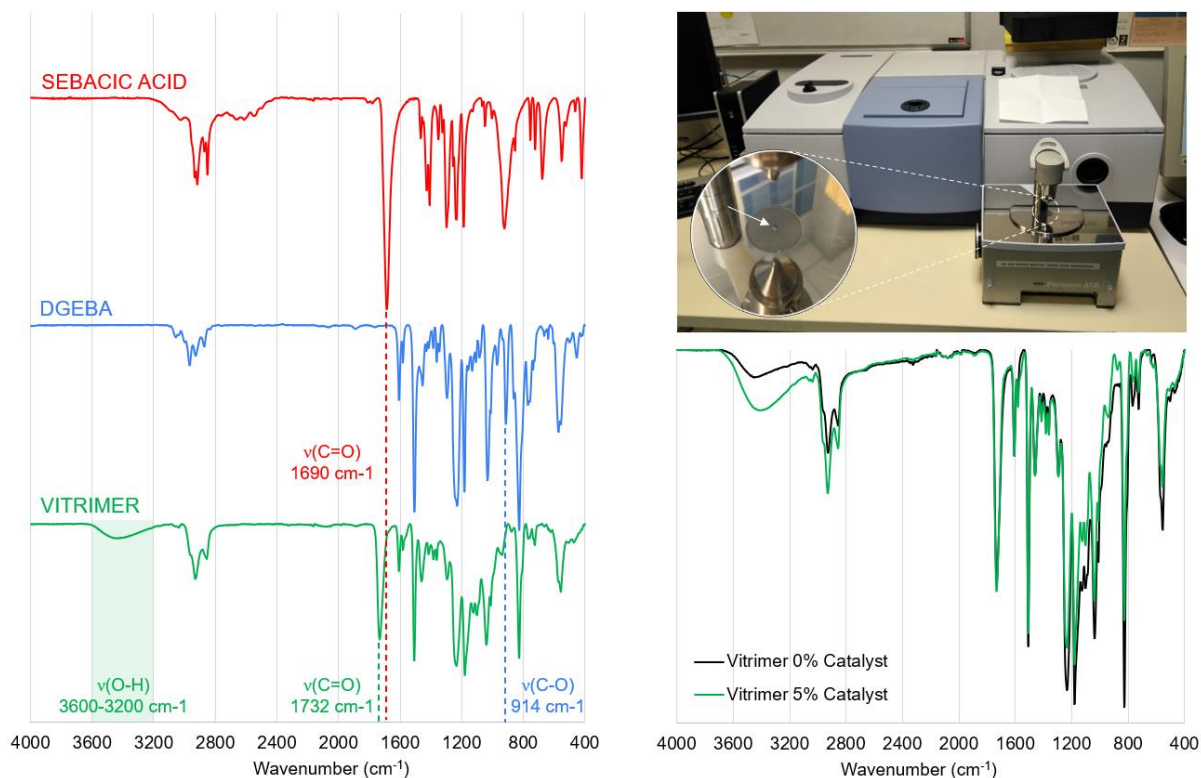 SEBACIC ACID
DGEBA
ν(C=O)
1690 cm-1
VITRIMER
ν(O-H)
3600-3200 cm-1
ν(C=O)
1732 cm-1
ν(C-O)
914 cm-1
4000 3600 3200 2800 2400 2000 1600 1200 800 400
Wavenumber (cm⁻¹)
Platinum ATR
Vitrimer 0% Catalyst
Vitrimer 5% Catalyst
4000 3600 3200 2800 2400 2000 1600 1200 800 400
Wavenumber (cm⁻¹)